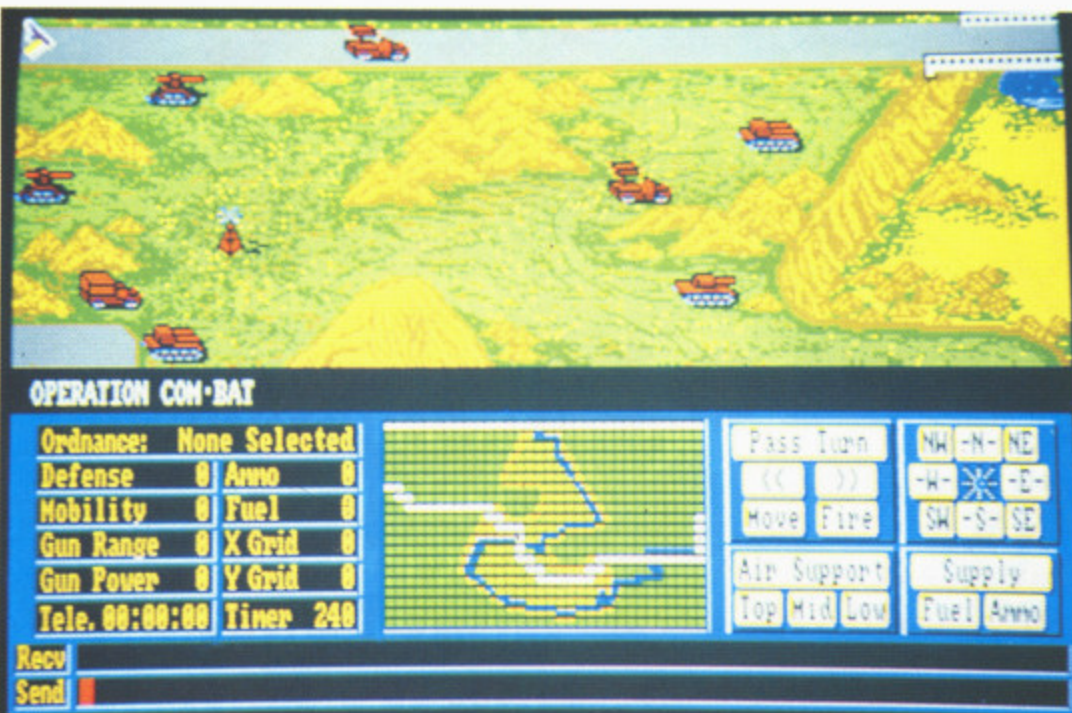 OPERATION COM·BAT
Ordnance: None Selected
Defense 0 Ammo 0
Mobility 0 Fuel 0
Gun Range 0 X Grid 0
Gun Power 0 Y Grid 0
Tele. 00:00:00 Timer 240
Pass Turn
<< >>
Move Fire
Air Support
Top Mid Low
NW -N- NE
-W- -E-
SW -S- SE
Supply
Fuel Ammo
Recv
Send